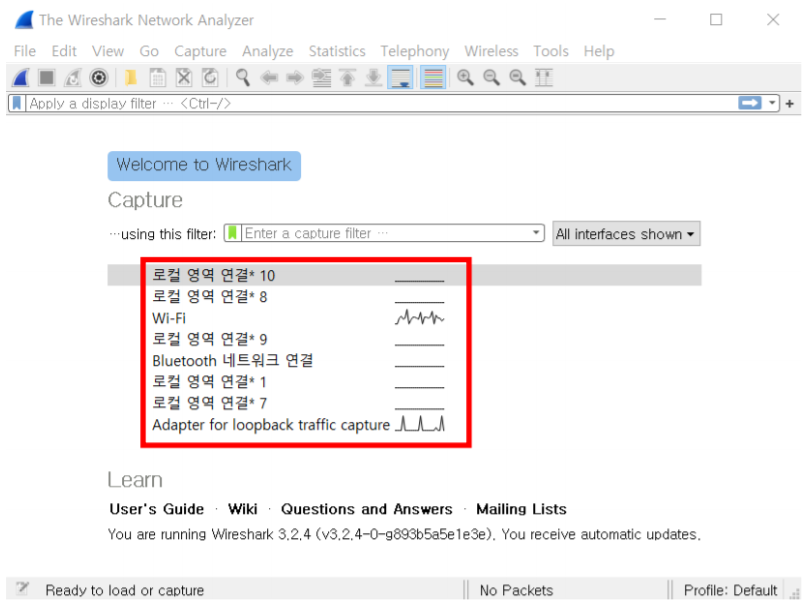 The Wireshark Network Analyzer
File Edit View Go Capture Analyze Statistics Telephony Wireless Tools Help
Apply a display filter ··· <Ctrl-/>
+
Welcome to Wireshark
Capture
···using this filter: Enter a capture filter ··· All interfaces shown
로컬 영역 연결* 10
로컬 영역 연결* 8
Wi-Fi
로컬 영역 연결* 9
Bluetooth 네트워크 연결
로컬 영역 연결* 1
로컬 영역 연결* 7
Adapter for loopback traffic capture
Learn
User's Guide · Wiki · Questions and Answers · Mailing Lists
You are running Wireshark 3.2.4 (v3.2.4-0-g893b5a5e1e3e). You receive automatic updates.
Ready to load or capture No Packets Profile: Default